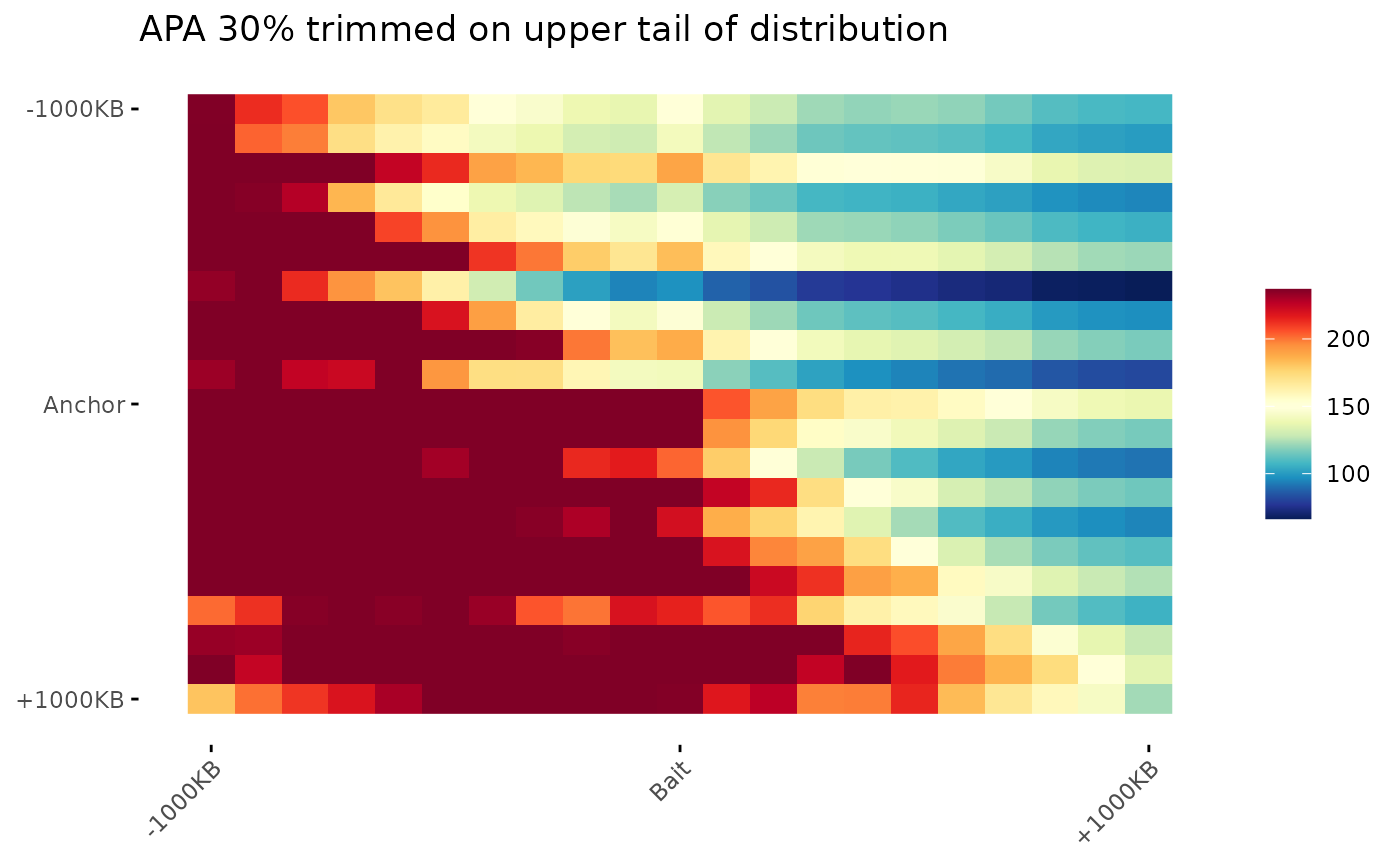 APA 30% trimmed on upper tail of distribution
-1000KB
Anchor
+1000KB
-1000KB
Bait
+1000KB
200
150
100